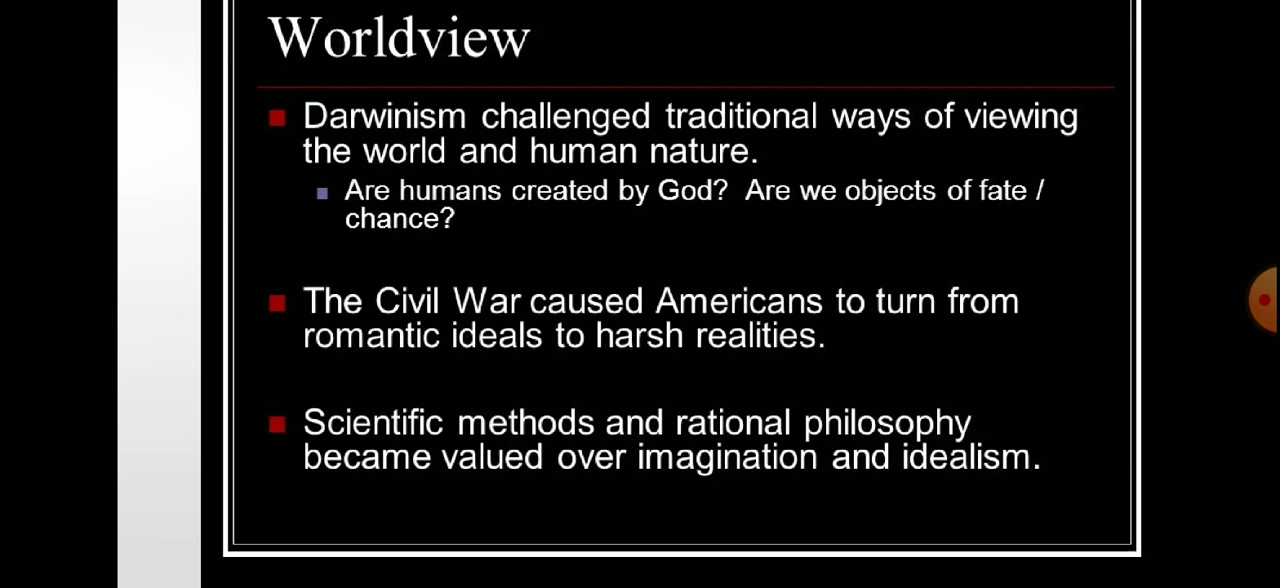 Worldview
Darwinism challenged traditional ways of viewing
the world and human nature.
Are humans created by God?  Are we objects of fate /
chance?
The Civil War caused Americans to turn from
romantic ideals to harsh realities.
Scientific methods and rational philosophy
became valued over imagination and idealism.